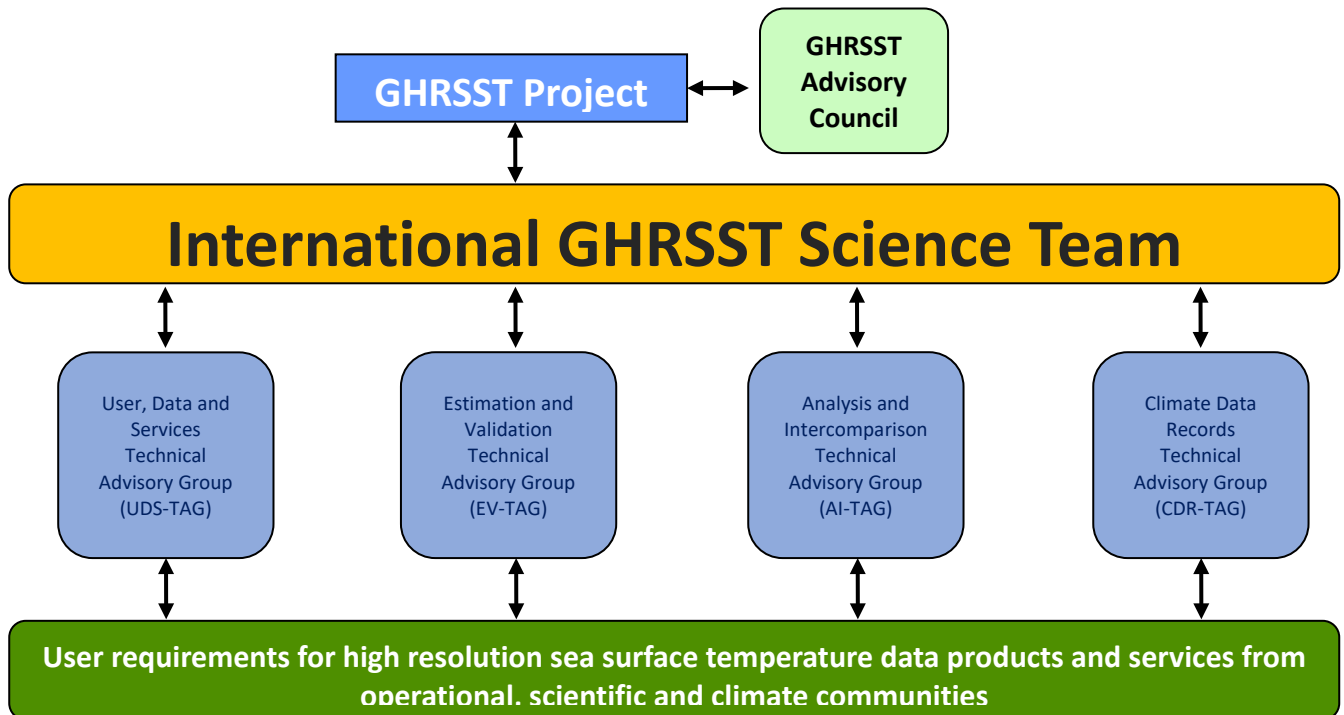 GHRSST Project
GHRSST
Advisory
Council
International GHRSST Science Team
User, Data and
Services
Technical
Advisory Group
(UDS-TAG)
Estimation and
Validation
Technical
Advisory Group
(EV-TAG)
Analysis and
Intercomparison
Technical
Advisory Group
(AI-TAG)
Climate Data
Records
Technical
Advisory Group
(CDR-TAG)
User requirements for high resolution sea surface temperature data products and services from
operational, scientific and climate communities